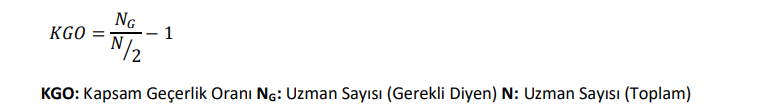 KGO = N_G / (N/2) − 1
KGO: Kapsam Geçerlik Oranı N_G: Uzman Sayısı (Gerekli Diyen) N: Uzman Sayısı (Toplam)